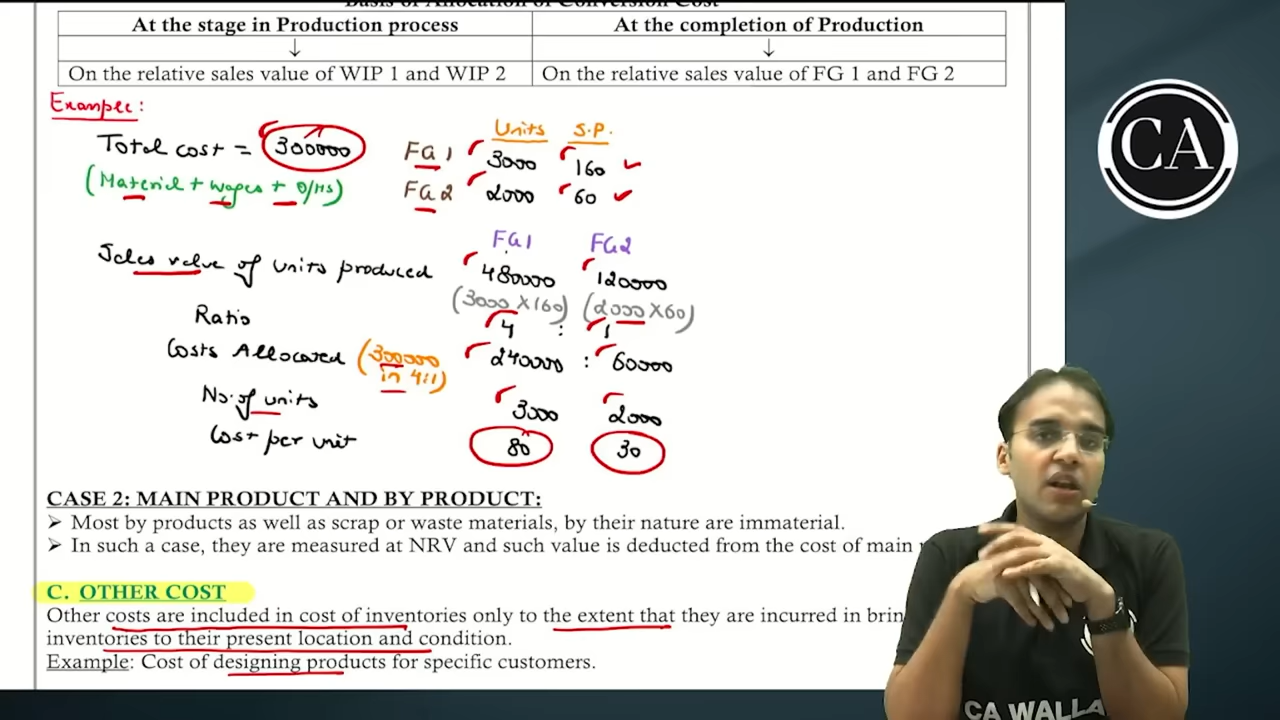 Basis of Allocation of Conversion Cost
At the stage in Production process At the completion of Production
↓ ↓
On the relative sales value of WIP 1 and WIP 2 On the relative sales value of FG 1 and FG 2
Example:
Units S.P.
Total cost = 300000 FG 1 3000 160 ✓
(Material + wages + O/Hs) FG 2 2000 60 ✓
FG1 FG2
Sales value of units produced 480000 120000
(3000 X 160) (2000 X 60)
Ratio 4 : 1
Costs Allocated (300000 in 4:1) 240000 : 60000
No. of units 3000 2000
Cost per unit 80 30
CASE 2: MAIN PRODUCT AND BY PRODUCT:
➢ Most by products as well as scrap or waste materials, by their nature are immaterial.
➢ In such a case, they are measured at NRV and such value is deducted from the cost of main
C. OTHER COST
Other costs are included in cost of inventories only to the extent that they are incurred in brin
inventories to their present location and condition.
Example: Cost of designing products for specific customers.
CA
CA WALLA